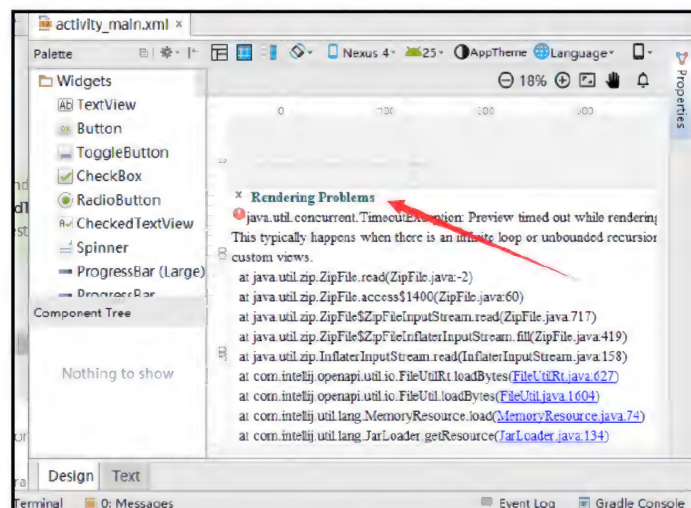 activity_main.xml ×
Palette
Nexus 4
25
AppTheme
Language
Widgets
18%
Ab TextView
Button
ToggleButton
CheckBox
RadioButton
CheckedTextView
Spinner
ProgressBar (Large)
ProgressBar
Properties
0
100
200
300
Rendering Problems
java.util.concurrent.TimeoutException: Preview timed out while rendering
This typically happens when there is an infinite loop or unbounded recursion
custom views.
at java.util.zip.ZipFile.read(ZipFile.java:-2)
at java.util.zip.ZipFile.access$1400(ZipFile.java:60)
at java.util.zip.ZipFile$ZipFileInputStream.read(ZipFile.java:717)
at java.util.zip.ZipFile$ZipFileInflaterInputStream.fill(ZipFile.java:419)
at java.util.zip.InflaterInputStream.read(InflaterInputStream.java:158)
at com.intellij.openapi.util.io.FileUtilRt.loadBytes(FileUtilRt.java:627)
at com.intellij.openapi.util.io.FileUtil.loadBytes(FileUtil.java:1604)
at com.intellij.util.lang.MemoryResource.load(MemoryResource.java:74)
at com.intellij.util.lang.JarLoader.getResource(JarLoader.java:134)
Component Tree
Nothing to show
Design
Text
Terminal
0: Messages
Event Log
Gradle Console